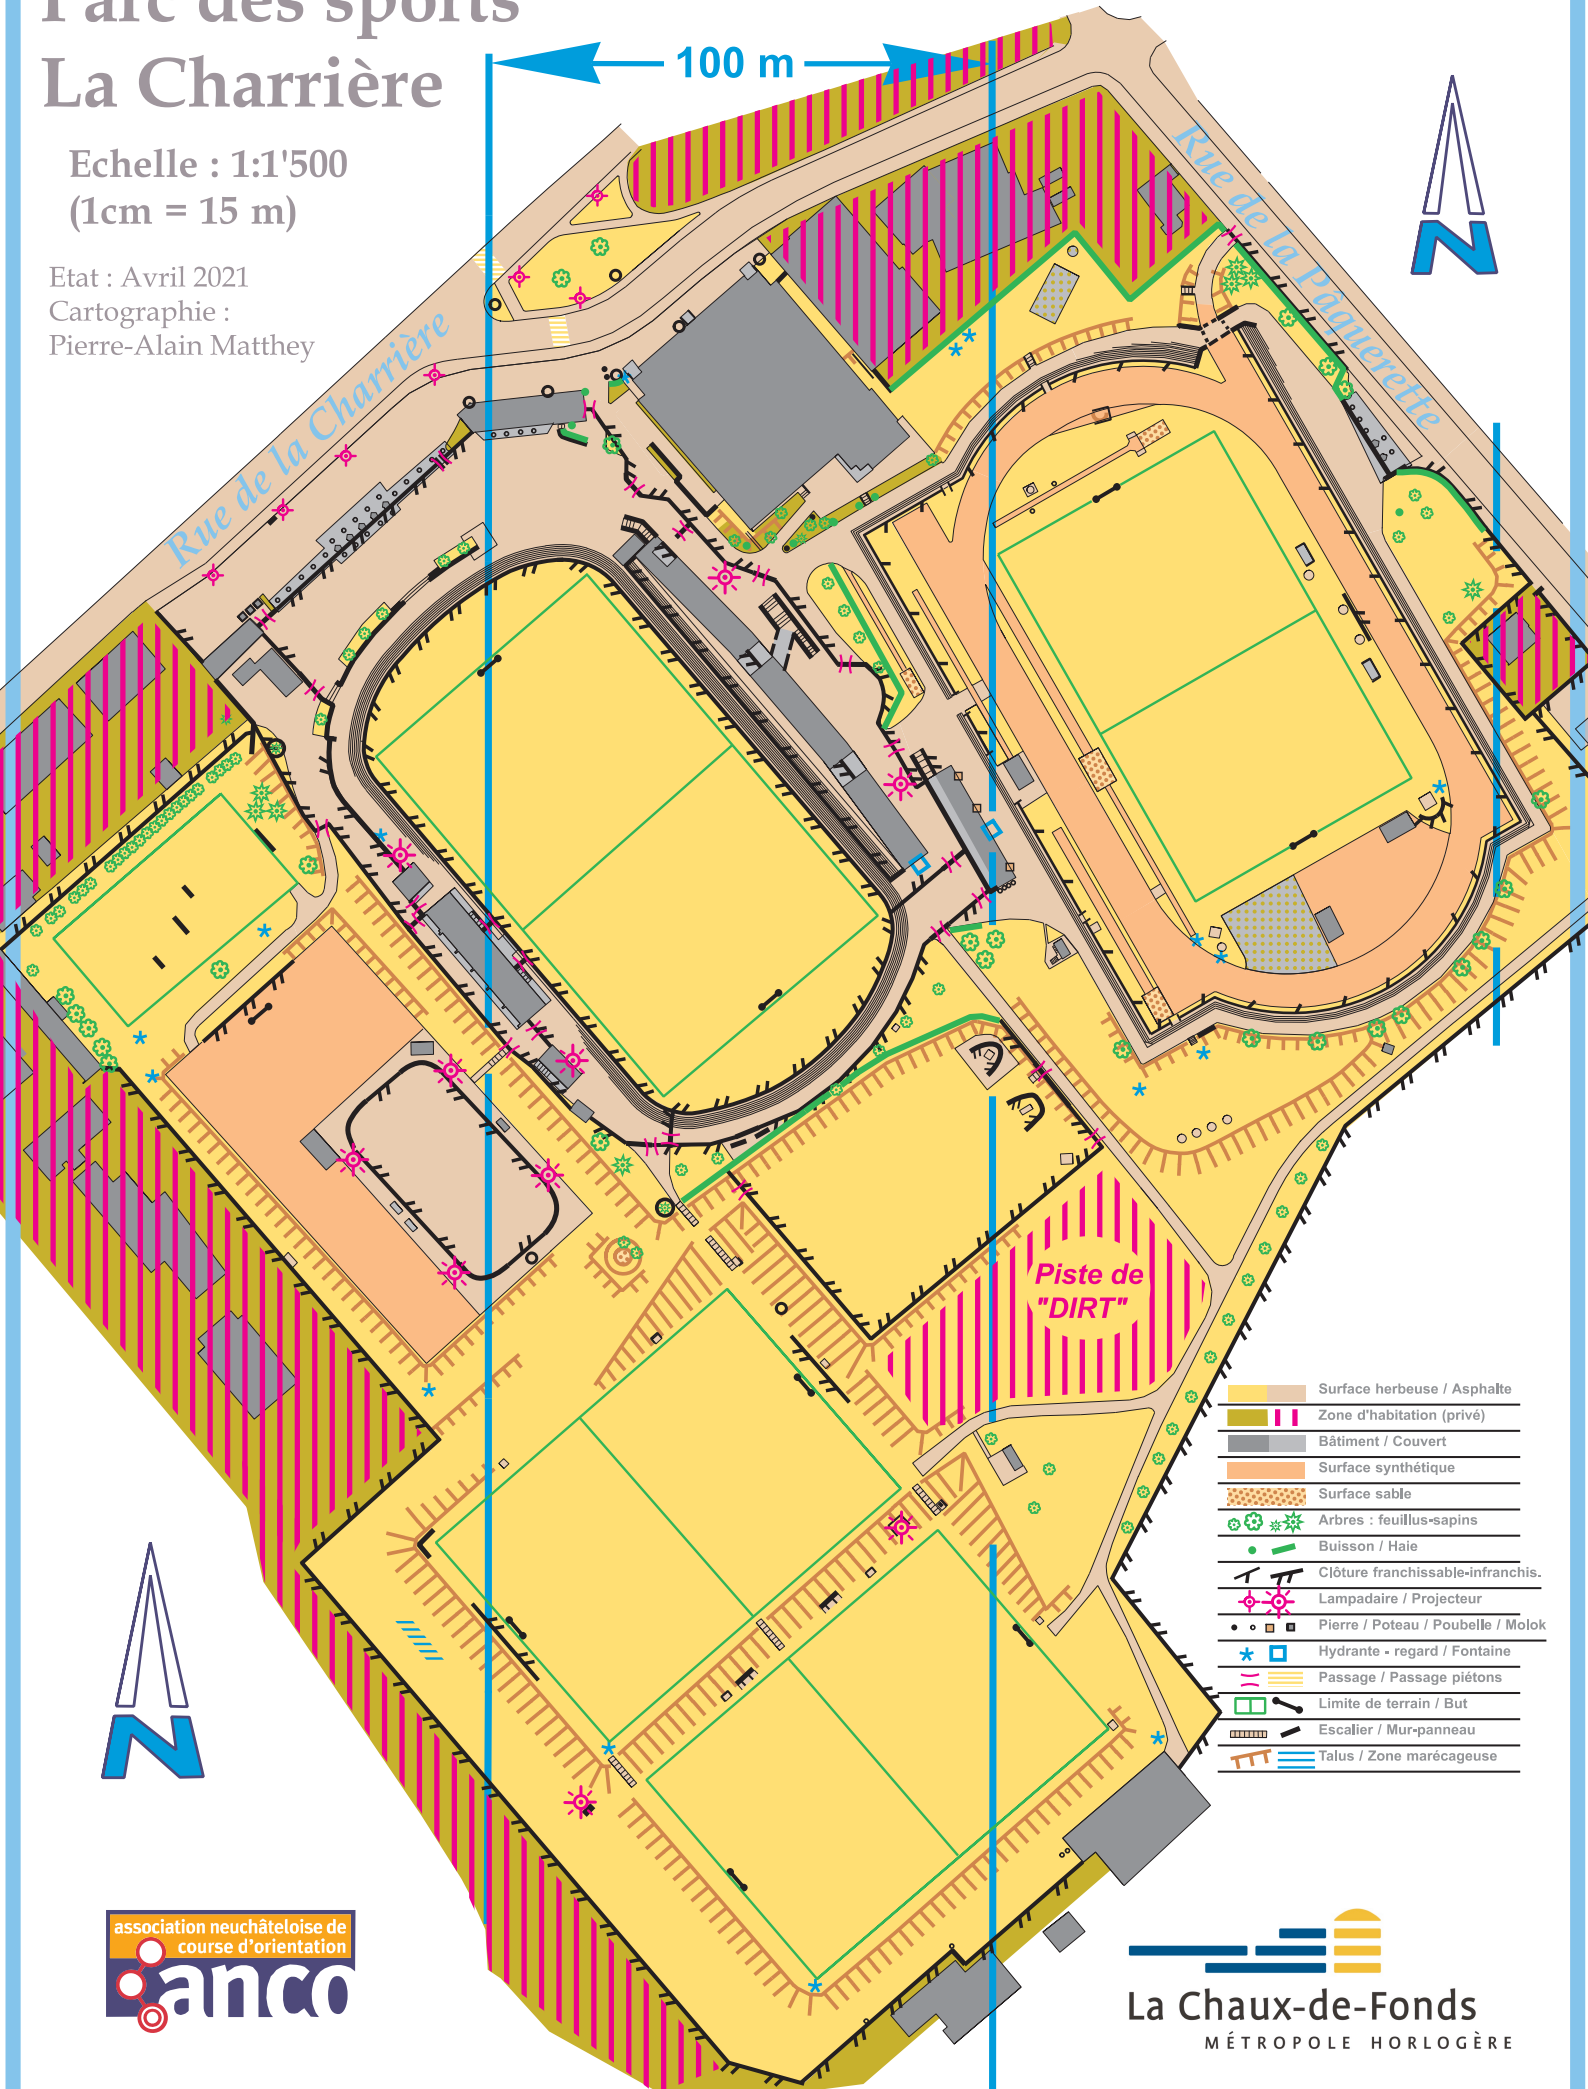 Parc des sports
La Charrière
Echelle : 1:1'500
(1cm = 15 m)
Etat : Avril 2021
Cartographie :
Pierre-Alain Matthey
100 m
Rue de la Charrière
Rue de la Pâquerette
N
Piste de
"DIRT"
Surface herbeuse / Asphalte
Zone d'habitation (privé)
Bâtiment / Couvert
Surface synthétique
Surface sable
Arbres : feuillus-sapins
Buisson / Haie
Clôture franchissable-infranchis.
Lampadaire / Projecteur
Pierre / Poteau / Poubelle / Molok
Hydrante - regard / Fontaine
Passage / Passage piétons
Limite de terrain / But
Escalier / Mur-panneau
Talus / Zone marécageuse
N
association neuchâteloise de
course d'orientation
anco
La Chaux-de-Fonds
MÉTROPOLE HORLOGÈRE